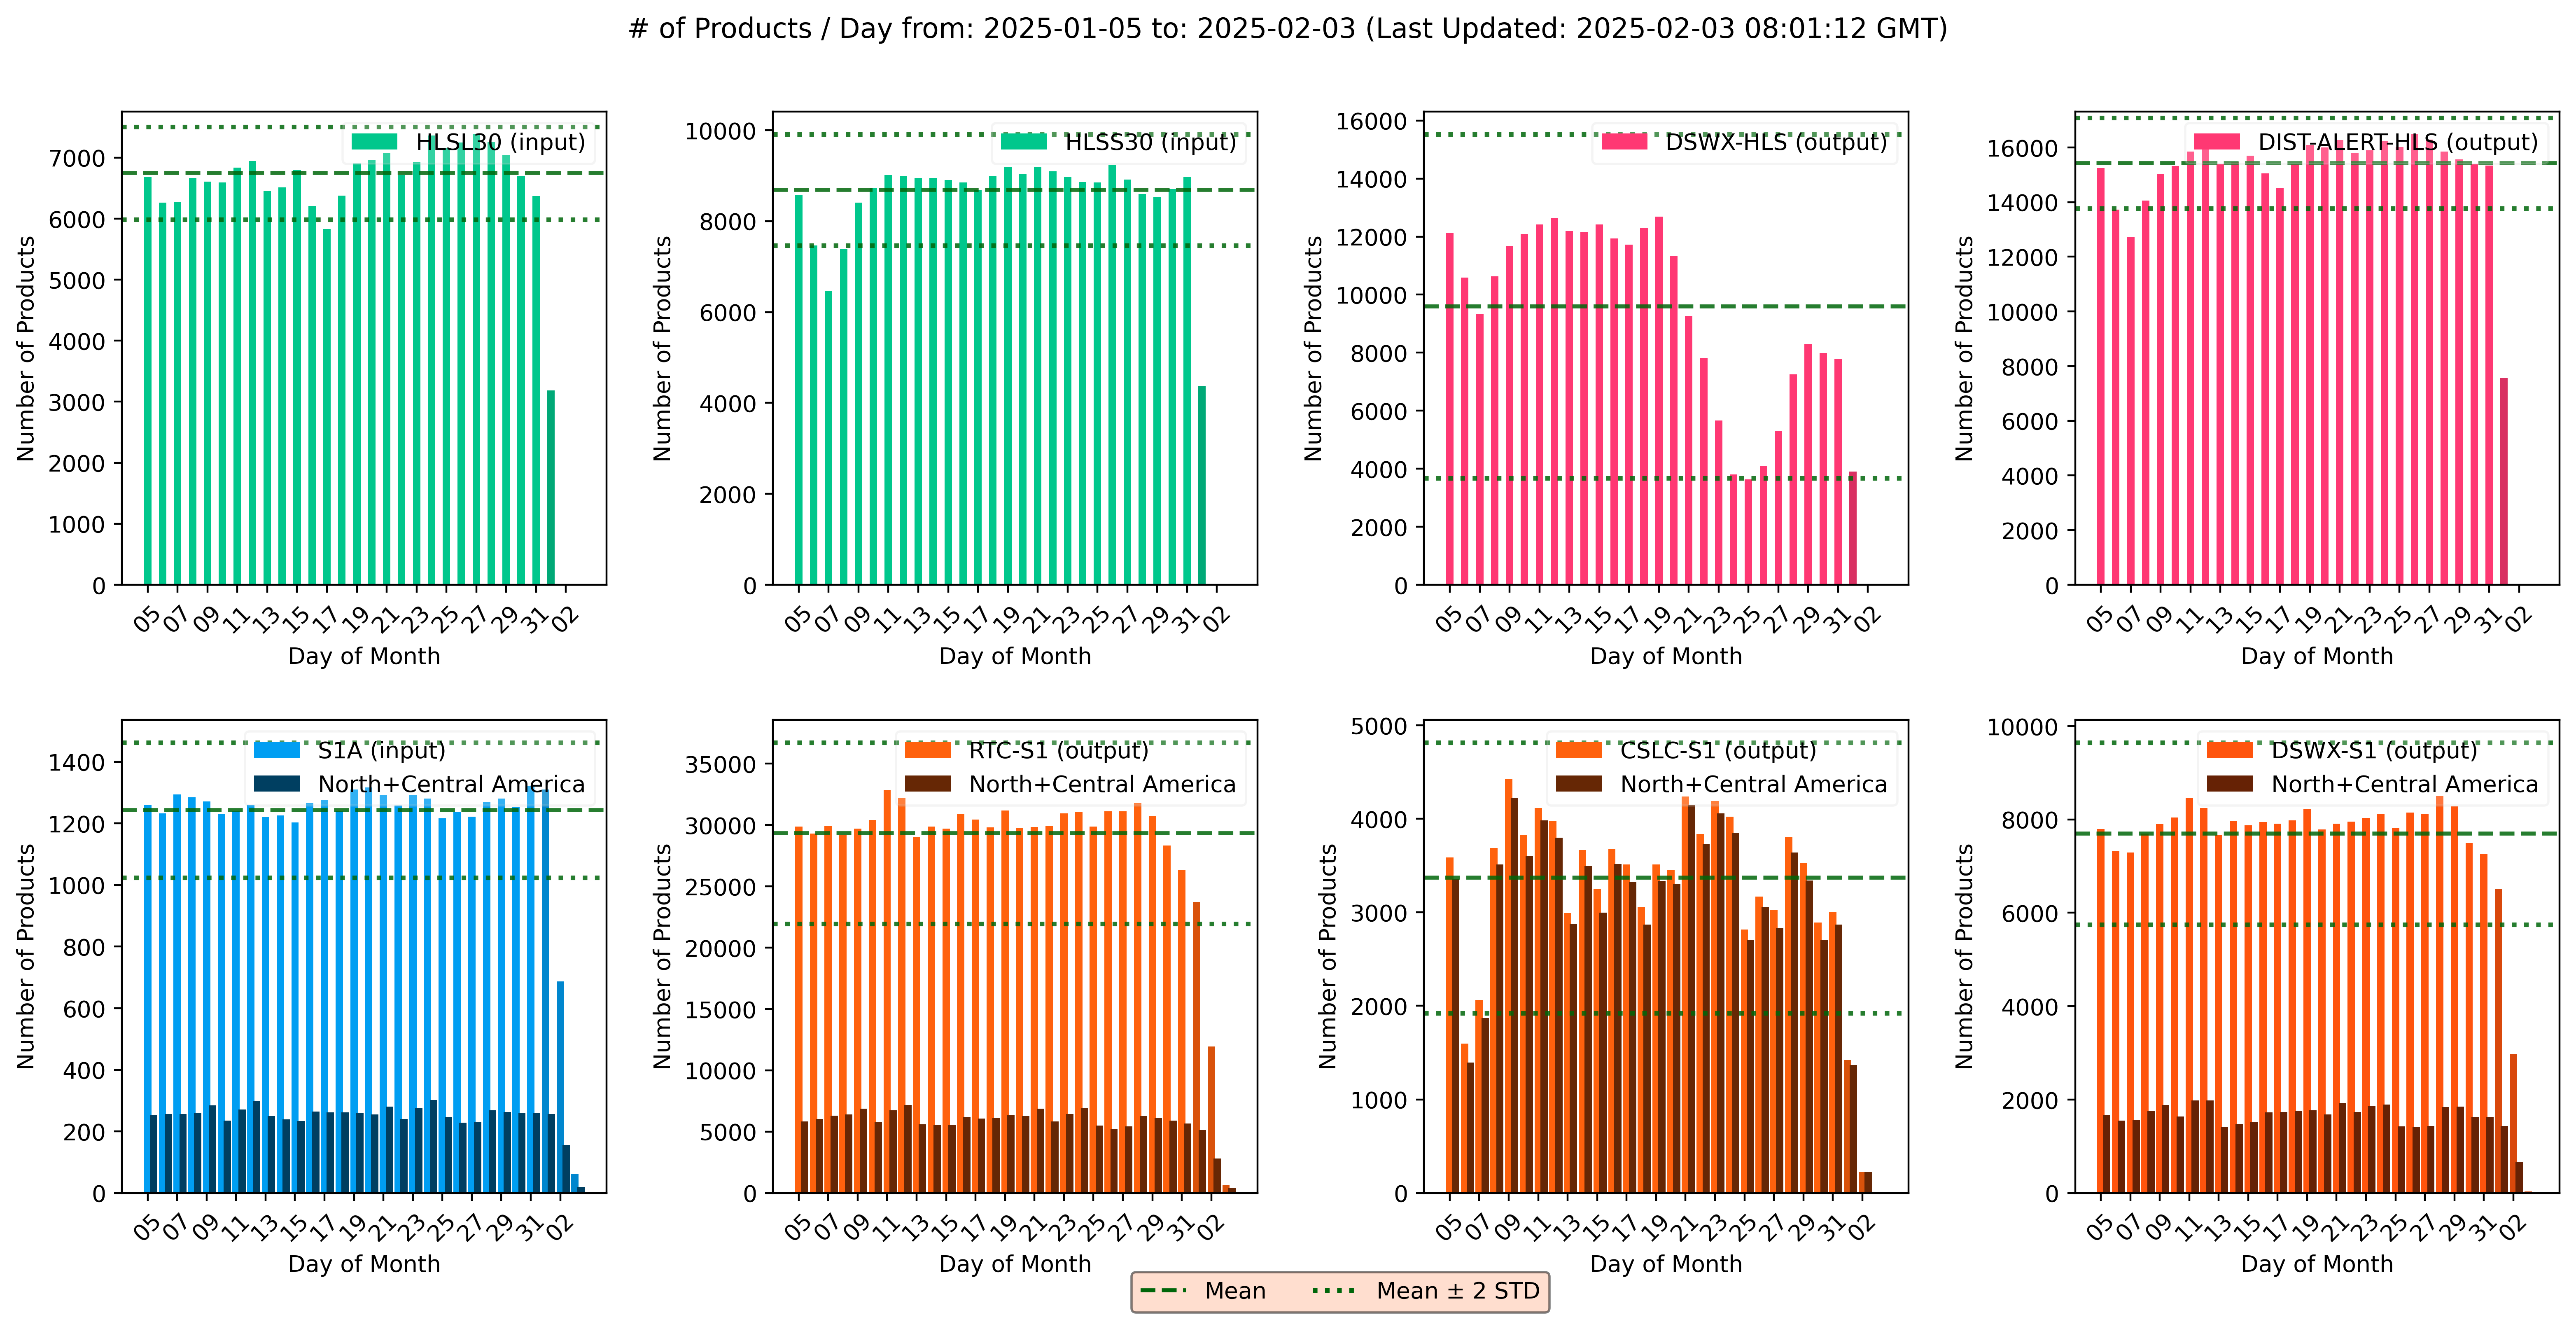 # of Products / Day from: 2025-01-05 to: 2025-02-03 (Last Updated: 2025-02-03 08:01:12 GMT)
HLSL30 (input)
Number of Products
7000
6000
5000
4000
3000
2000
1000
0
05 07 09 11 13 15 17 19 21 23 25 27 29 31 02
Day of Month
HLSS30 (input)
Number of Products
10000
8000
6000
4000
2000
0
05 07 09 11 13 15 17 19 21 23 25 27 29 31 02
Day of Month
DSWX-HLS (output)
Number of Products
16000
14000
12000
10000
8000
6000
4000
2000
0
05 07 09 11 13 15 17 19 21 23 25 27 29 31 02
Day of Month
DIST-ALERT-HLS (output)
Number of Products
16000
14000
12000
10000
8000
6000
4000
2000
0
05 07 09 11 13 15 17 19 21 23 25 27 29 31 02
Day of Month
S1A (input)
North+Central America
Number of Products
1400
1200
1000
800
600
400
200
0
05 07 09 11 13 15 17 19 21 23 25 27 29 31 02
Day of Month
RTC-S1 (output)
North+Central America
Number of Products
35000
30000
25000
20000
15000
10000
5000
0
05 07 09 11 13 15 17 19 21 23 25 27 29 31 02
Day of Month
CSLC-S1 (output)
North+Central America
Number of Products
5000
4000
3000
2000
1000
0
05 07 09 11 13 15 17 19 21 23 25 27 29 31 02
Day of Month
DSWX-S1 (output)
North+Central America
Number of Products
10000
8000
6000
4000
2000
0
05 07 09 11 13 15 17 19 21 23 25 27 29 31 02
Day of Month
Mean
Mean ± 2 STD